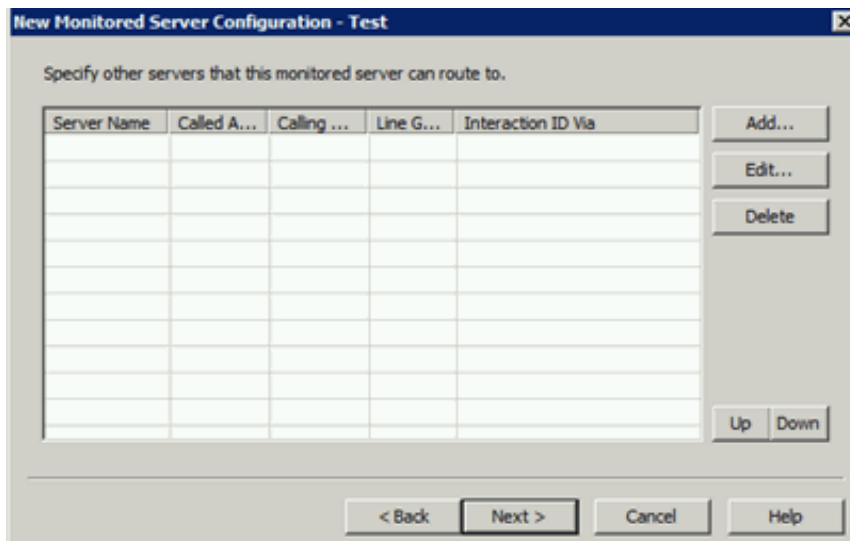 New Monitored Server Configuration - Test
Specify other servers that this monitored server can route to.
Server Name Called A... Calling ... Line G... Interaction ID Via
Add...
Edit...
Delete
Up Down
< Back Next > Cancel Help